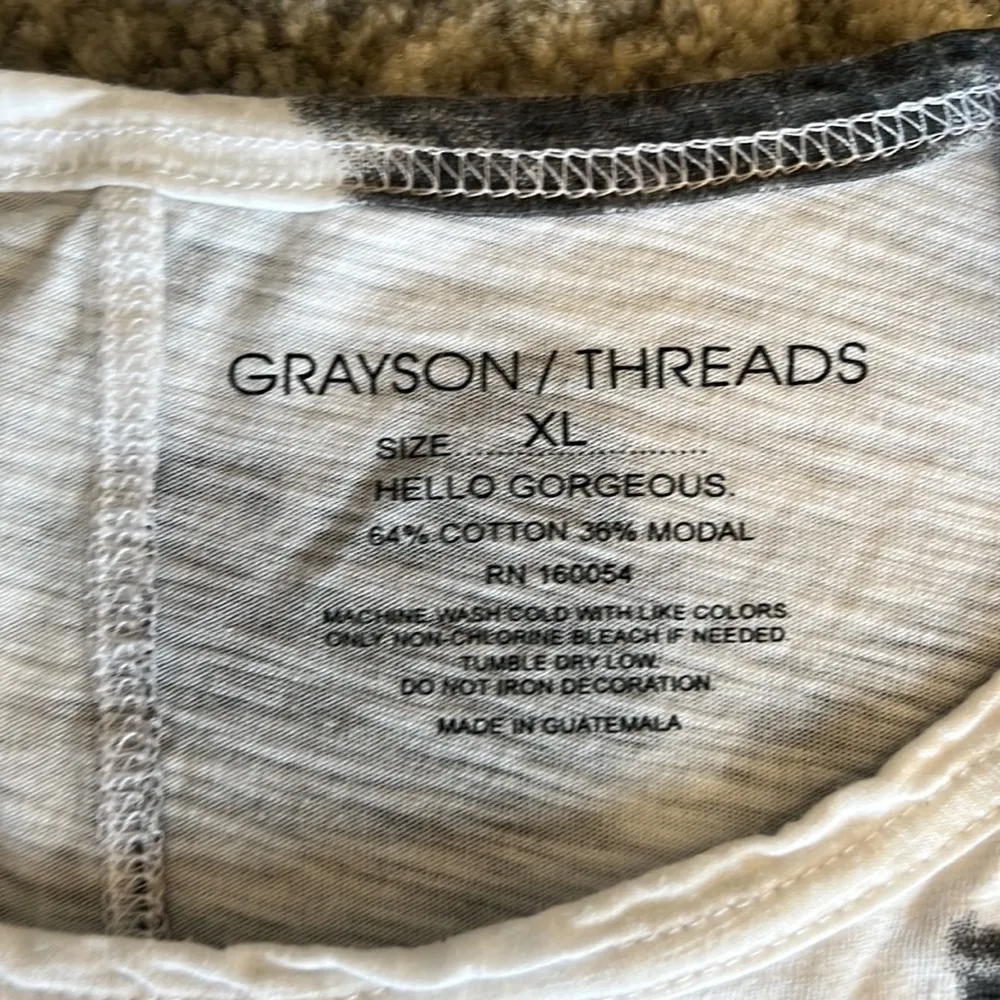 GRAYSON / THREADS
SIZE........XL............
HELLO GORGEOUS.
64% COTTON 36% MODAL
RN 160054
MACHINE WASH COLD WITH LIKE COLORS.
ONLY NON-CHLORINE BLEACH IF NEEDED.
TUMBLE DRY LOW.
DO NOT IRON DECORATION.
MADE IN GUATEMALA